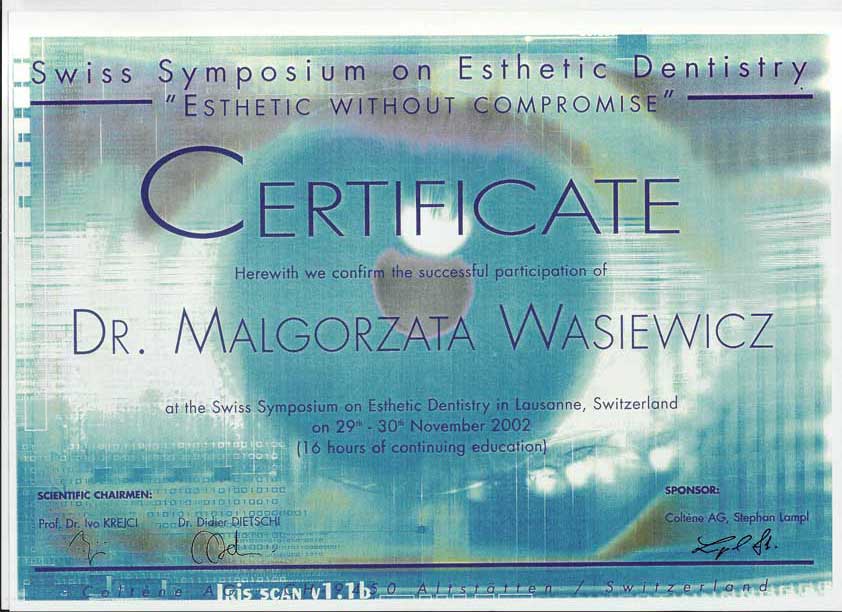 Swiss Symposium on Esthetic Dentistry
"ESTHETIC WITHOUT COMPROMISE"
CERTIFICATE
Herewith we confirm the successful participation of
DR. MALGORZATA WASIEWICZ
at the Swiss Symposium on Esthetic Dentistry in Lausanne, Switzerland
on 29th - 30th November 2002
(16 hours of continuing education)
SCIENTIFIC CHAIRMEN:
Prof. Dr. Ivo KREJCI Dr. Didier DIETSCHI
SPONSOR:
Coltène AG, Stephan Lampl
Coltène 50 Altstätten / Switzerland
Iris SCAN v1.1b